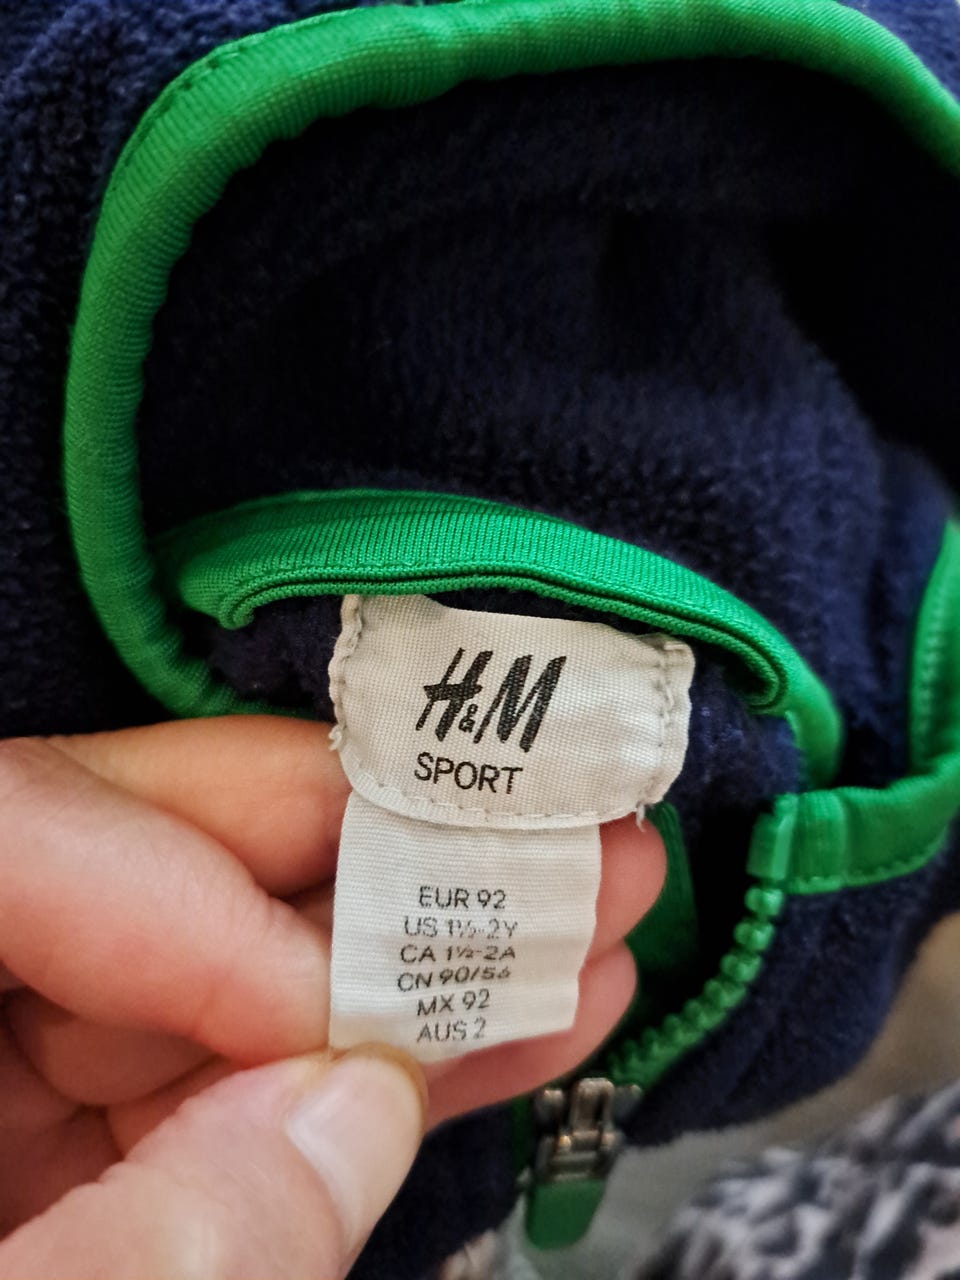 H&M
SPORT
EUR 92
US 1½-2Y
CA 1½-2A
CN 90/56
MX 92
AUS 2